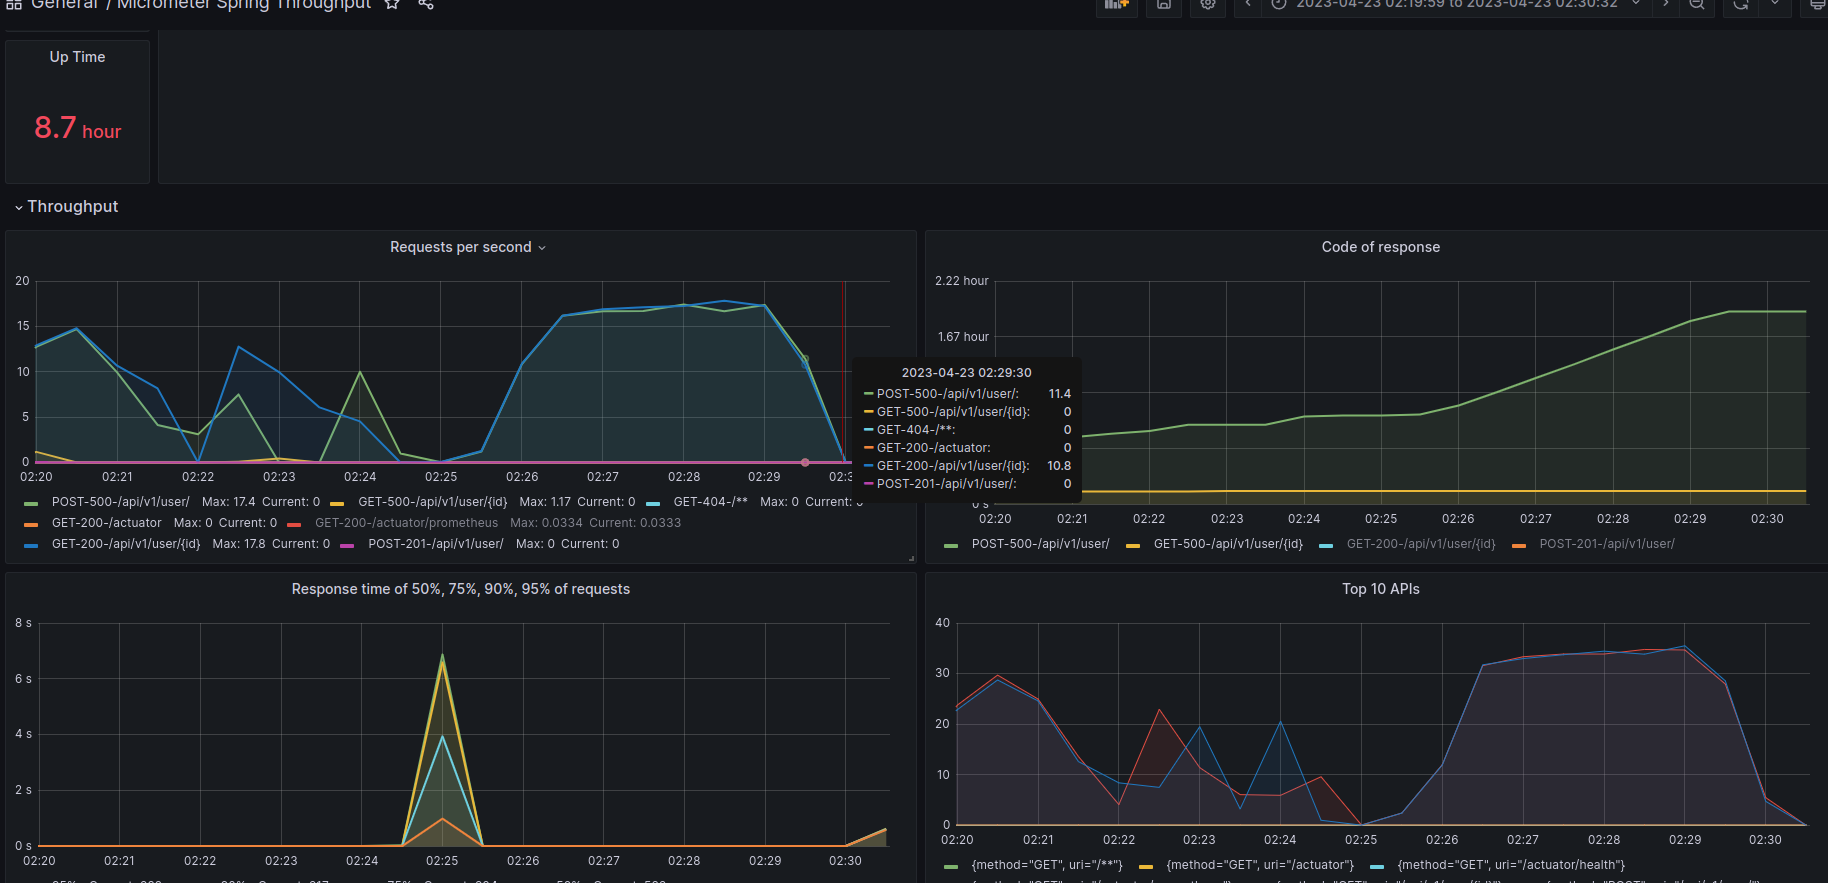 General / Micrometer Spring Throughput
2023-04-23 02:19:59 to 2023-04-23 02:30:32
Up Time
8.7 hour
Throughput
Requests per second
20
15
10
5
0
02:20 02:21 02:22 02:23 02:24 02:25 02:26 02:27 02:28 02:29 02:3
POST-500-/api/v1/user/ Max: 17.4 Current: 0 GET-500-/api/v1/user/{id} Max: 1.17 Current: 0 GET-404-/** Max: 0 Current: 0
GET-200-/actuator Max: 0 Current: 0 GET-200-/actuator/prometheus Max: 0.0334 Current: 0.0333
GET-200-/api/v1/user/{id} Max: 17.8 Current: 0 POST-201-/api/v1/user/ Max: 0 Current: 0
2023-04-23 02:29:30
POST-500-/api/v1/user/: 11.4
GET-500-/api/v1/user/{id}: 0
GET-404-/**: 0
GET-200-/actuator: 0
GET-200-/api/v1/user/{id}: 10.8
POST-201-/api/v1/user/: 0
Code of response
2.22 hour
1.67 hour
0 s
02:20 02:21 02:22 02:23 02:24 02:25 02:26 02:27 02:28 02:29 02:30
POST-500-/api/v1/user/ GET-500-/api/v1/user/{id} GET-200-/api/v1/user/{id} POST-201-/api/v1/user/
Response time of 50%, 75%, 90%, 95% of requests
8 s
6 s
4 s
2 s
0 s
02:20 02:21 02:22 02:23 02:24 02:25 02:26 02:27 02:28 02:29 02:30
Top 10 APIs
40
30
20
10
0
02:20 02:21 02:22 02:23 02:24 02:25 02:26 02:27 02:28 02:29 02:30
{method="GET", uri="/**"} {method="GET", uri="/actuator"} {method="GET", uri="/actuator/health"}